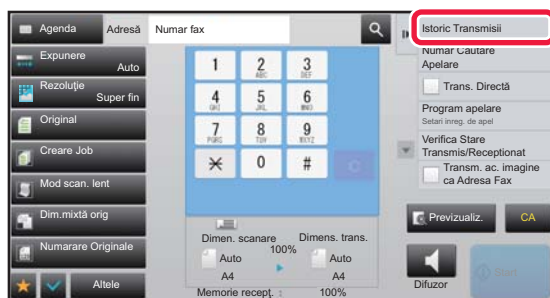 Agenda
Adresă
Numar fax
Istoric Transmisii
Expunere
Auto
Numar Cautare
Apelare
Rezoluţie
Super fin
Trans. Directă
Original
Program apelare
Setari inreg. de apel
Creare Job
Verifica Stare
Transmis/Receptionat
Mod scan. lent
Transm. ac. imagine
ca Adresa Fax
Dim.mixtă orig
Previzualiz.
CA
Numarare Originale
Altele
1
2
ABC
3
DEF
4
GHI
5
JKL
6
MNO
7
PQRS
8
TUV
9
WXYZ
0
#
Dimen. scanare
Dimens. trans.
100%
Auto
Auto
A4
A4
Memorie recepţ. :
100%
Difuzor
Start